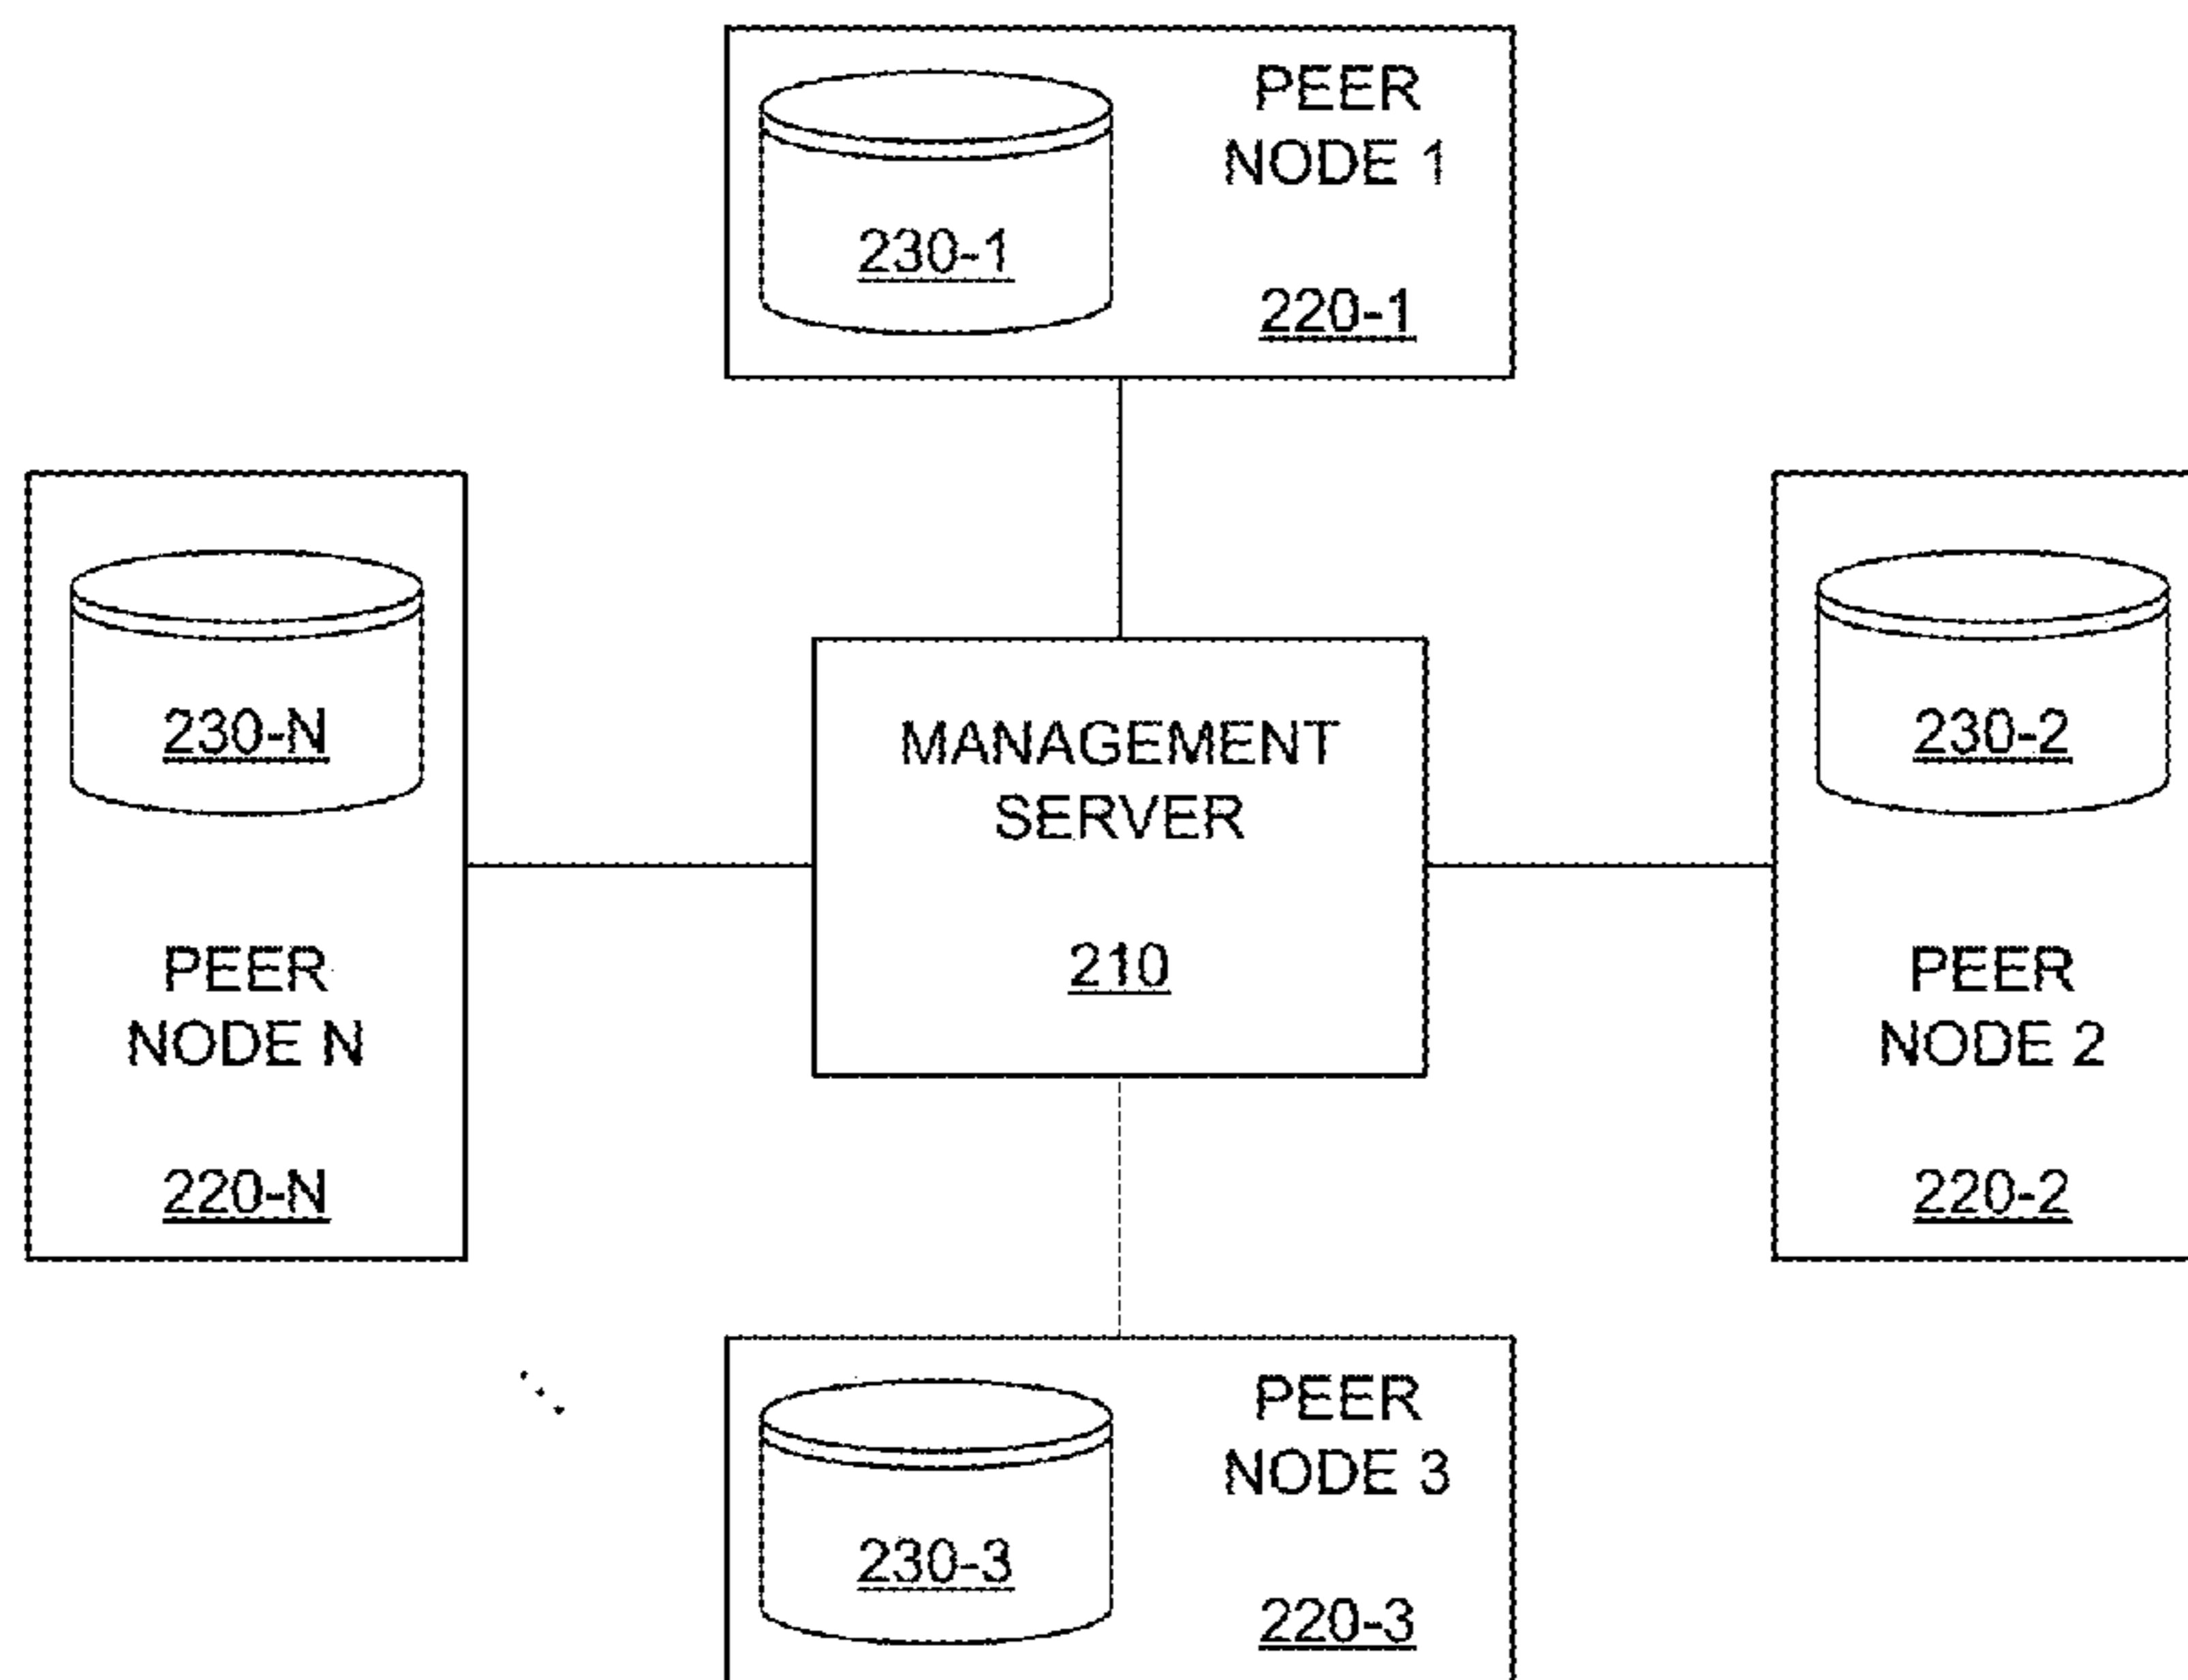 PEER
NODE 1
230-1
220-1
230-N
PEER
NODE N
220-N
MANAGEMENT
SERVER
210
230-2
PEER
NODE 2
220-2
PEER
NODE 3
230-3
220-3